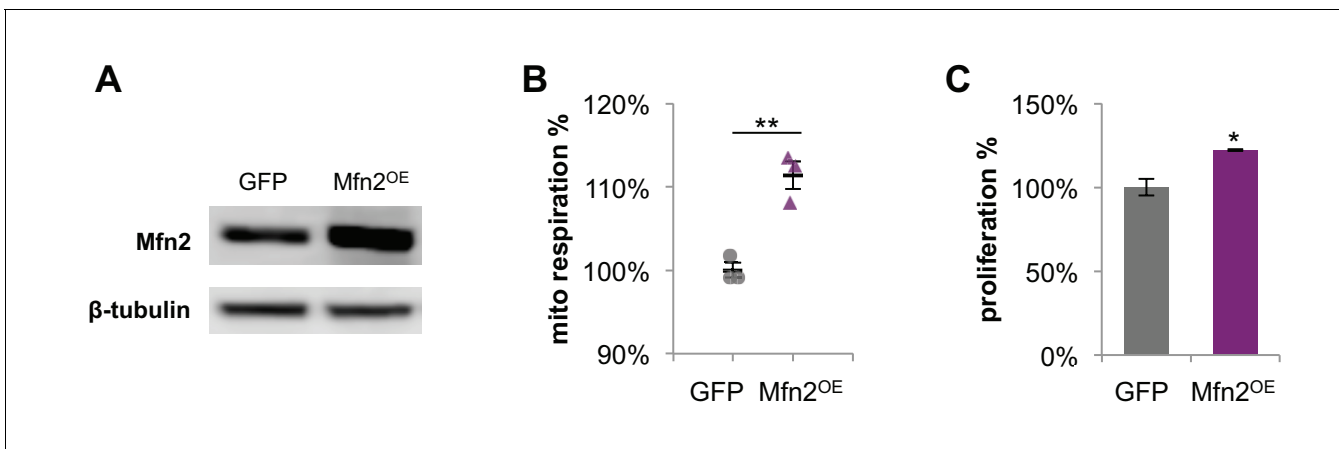 A
GFP Mfn2OE
Mfn2
β-tubulin
B
mito respiration %
120%
110%
100%
90%
**
GFP Mfn2OE
C
proliferation %
150%
100%
50%
0%
*
GFP Mfn2OE